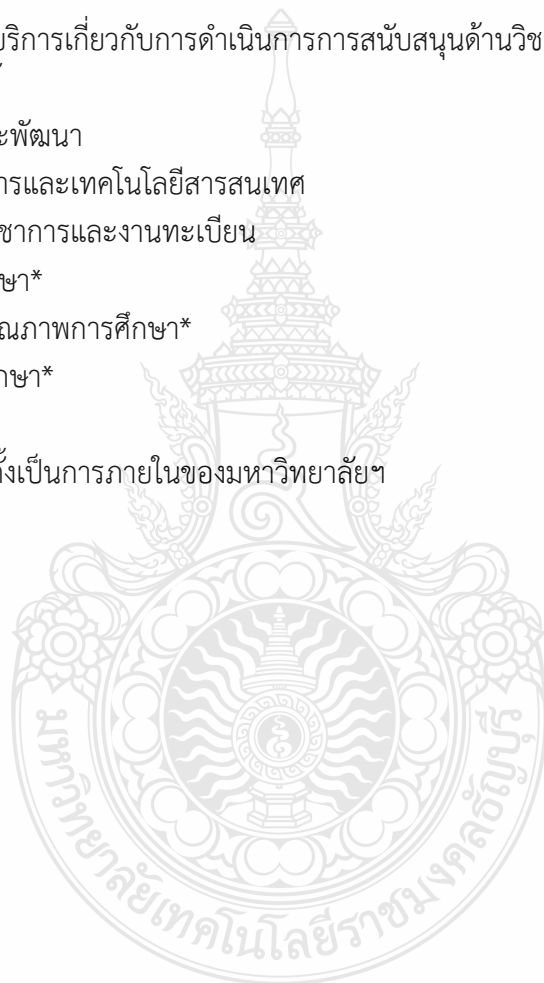 บริการเกี่ยวกับการดำเนินการการสนับสนุนด้านวิช
ะพัฒนา
ารและเทคโนโลยีสารสนเทศ
ชาการและงานทะเบียน
ษา*
ุณภาพการศึกษา*
กษา*
ตั้งเป็นการภายในของมหาวิทยาลัยฯ
มหาวิทยาลัยเทคโนโลยีราชมงคลธัญบุรี